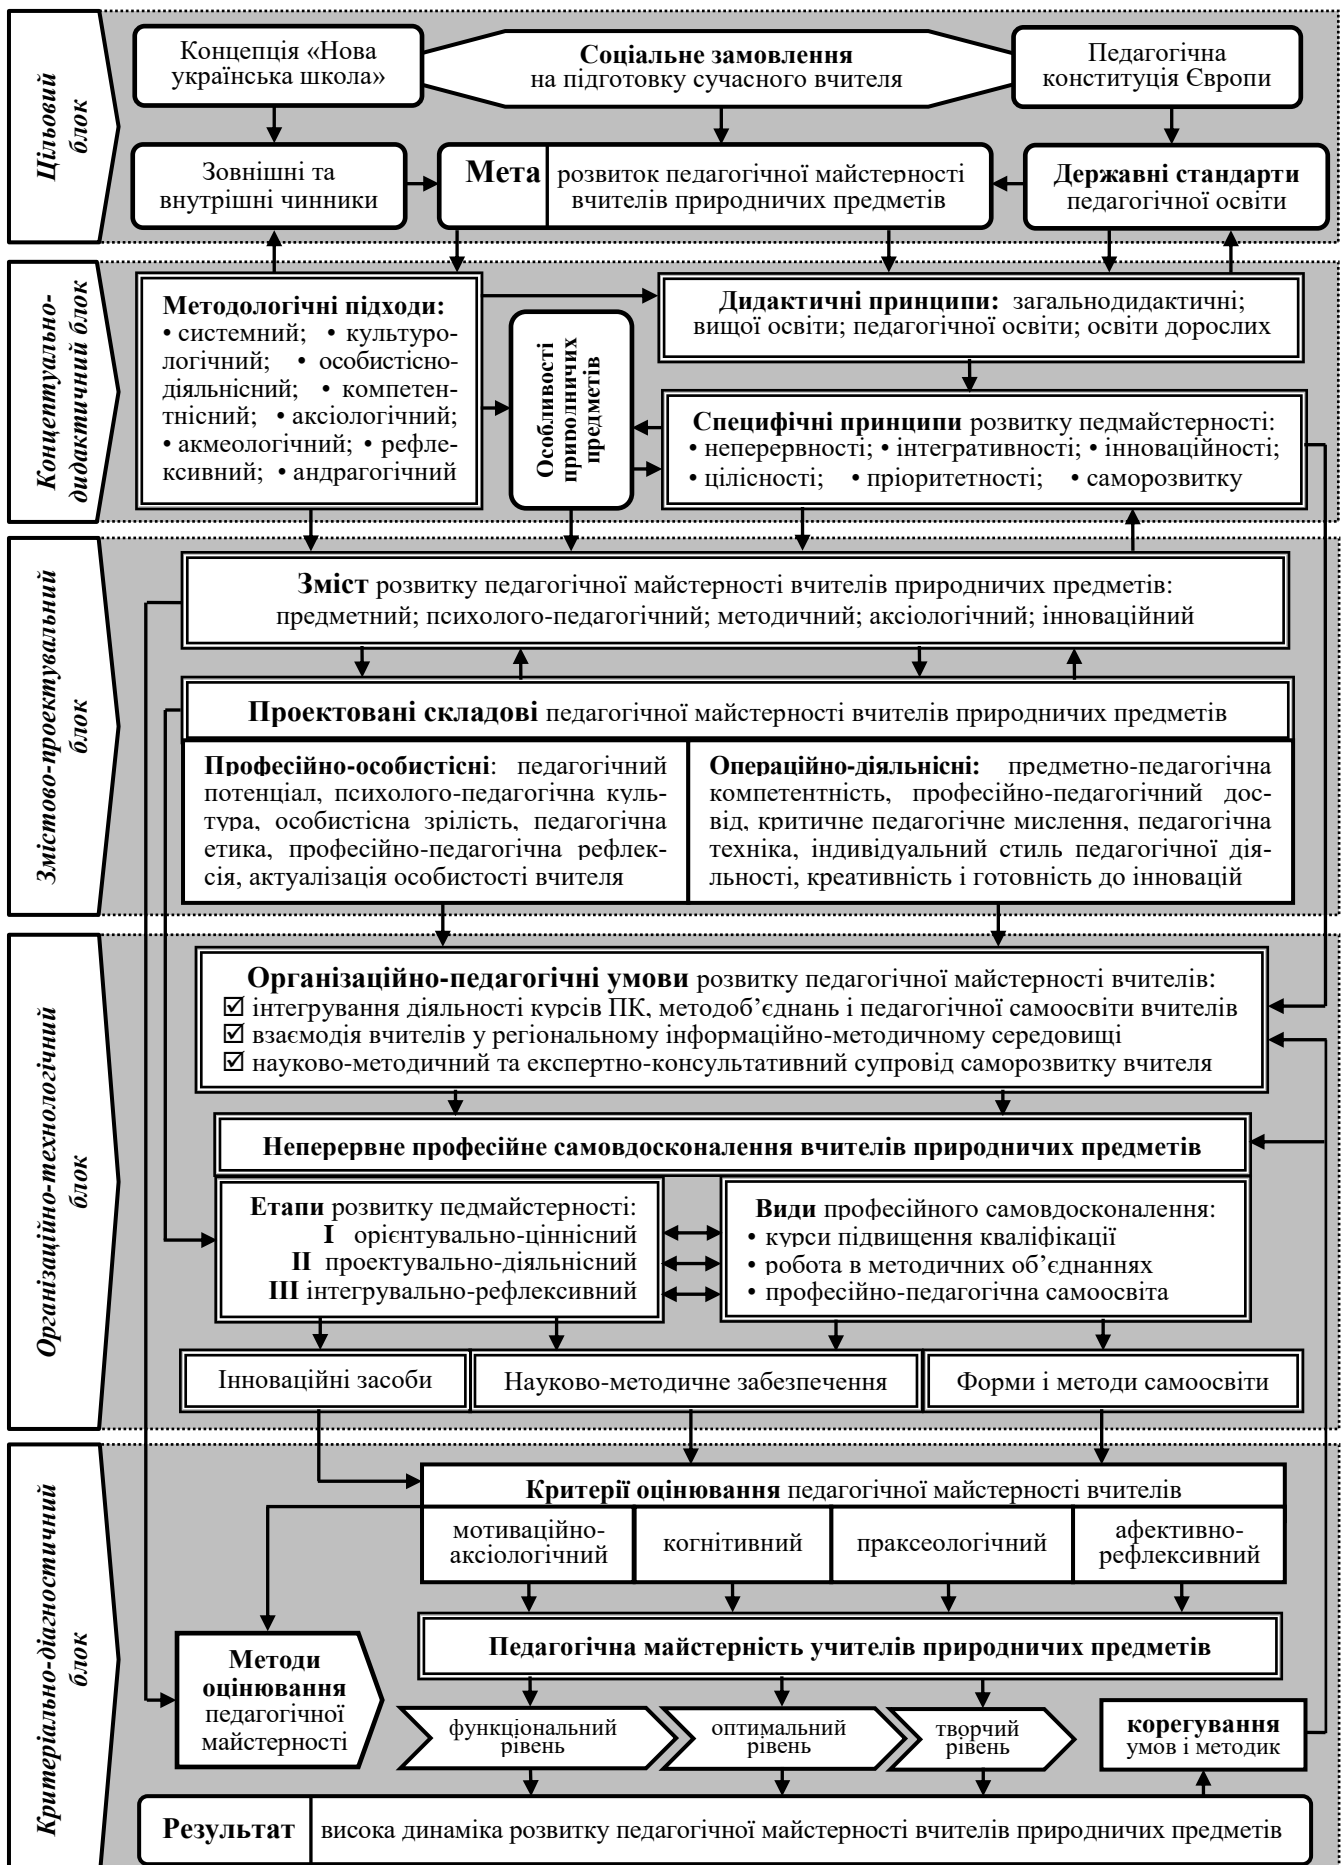 Цільовий
блок
Концепція «Нова
українська школа»
Соціальне замовлення
на підготовку сучасного вчителя
Педагогічна
конституція Європи
Зовнішні та
внутрішні чинники
Мета
розвиток педагогічної майстерності
вчителів природничих предметів
Державні стандарти
педагогічної освіти
Концептуально-
дидактичний блок
Методологічні підходи:
• системний; • культуро-
логічний; • особистісно-
діяльнісний; • компетен-
тнісний; • аксіологічний;
• акмеологічний; • рефле-
ксивний; • андрагогічний
Особливості
природничих
предметів
Дидактичні принципи: загальнодидактичні;
вищої освіти; педагогічної освіти; освіти дорослих
Специфічні принципи розвитку педмайстерності:
• неперервності; • інтегративності; • інноваційності;
• цілісності; • пріоритетності; • саморозвитку
Змістово-проектувальний
блок
Зміст розвитку педагогічної майстерності вчителів природничих предметів:
предметний; психолого-педагогічний; методичний; аксіологічний; інноваційний
Проектовані складові педагогічної майстерності вчителів природничих предметів
Професійно-особистісні: педагогічний
потенціал, психолого-педагогічна куль-
тура, особистісна зрілість, педагогічна
етика, професійно-педагогічна рефлек-
сія, актуалізація особистості вчителя
Операційно-діяльнісні: предметно-педагогічна
компетентність, професійно-педагогічний дос-
від, критичне педагогічне мислення, педагогічна
техніка, індивідуальний стиль педагогічної дія-
льності, креативність і готовність до інновацій
Організаційно-технологічний
блок
Організаційно-педагогічні умови розвитку педагогічної майстерності вчителів:
☑ інтегрування діяльності курсів ПК, методоб’єднань і педагогічної самоосвіти вчителів
☑ взаємодія вчителів у регіональному інформаційно-методичному середовищі
☑ науково-методичний та експертно-консультативний супровід саморозвитку вчителя
Неперервне професійне самовдосконалення вчителів природничих предметів
Етапи розвитку педмайстерності:
I орієнтувально-ціннісний
II проектувально-діяльнісний
III інтегрувально-рефлексивний
Види професійного самовдосконалення:
• курси підвищення кваліфікації
• робота в методичних об’єднаннях
• професійно-педагогічна самоосвіта
Інноваційні засоби
Науково-методичне забезпечення
Форми і методи самоосвіти
Критеріально-діагностичний
блок
Критерії оцінювання педагогічної майстерності вчителів
мотиваційно-
аксіологічний
когнітивний
праксеологічний
афективно-
рефлексивний
Методи
оцінювання
педагогічної
майстерності
Педагогічна майстерність учителів природничих предметів
функціональний
рівень
оптимальний
рівень
творчий
рівень
корегування
умов і методик
Результат
висока динаміка розвитку педагогічної майстерності вчителів природничих предметів